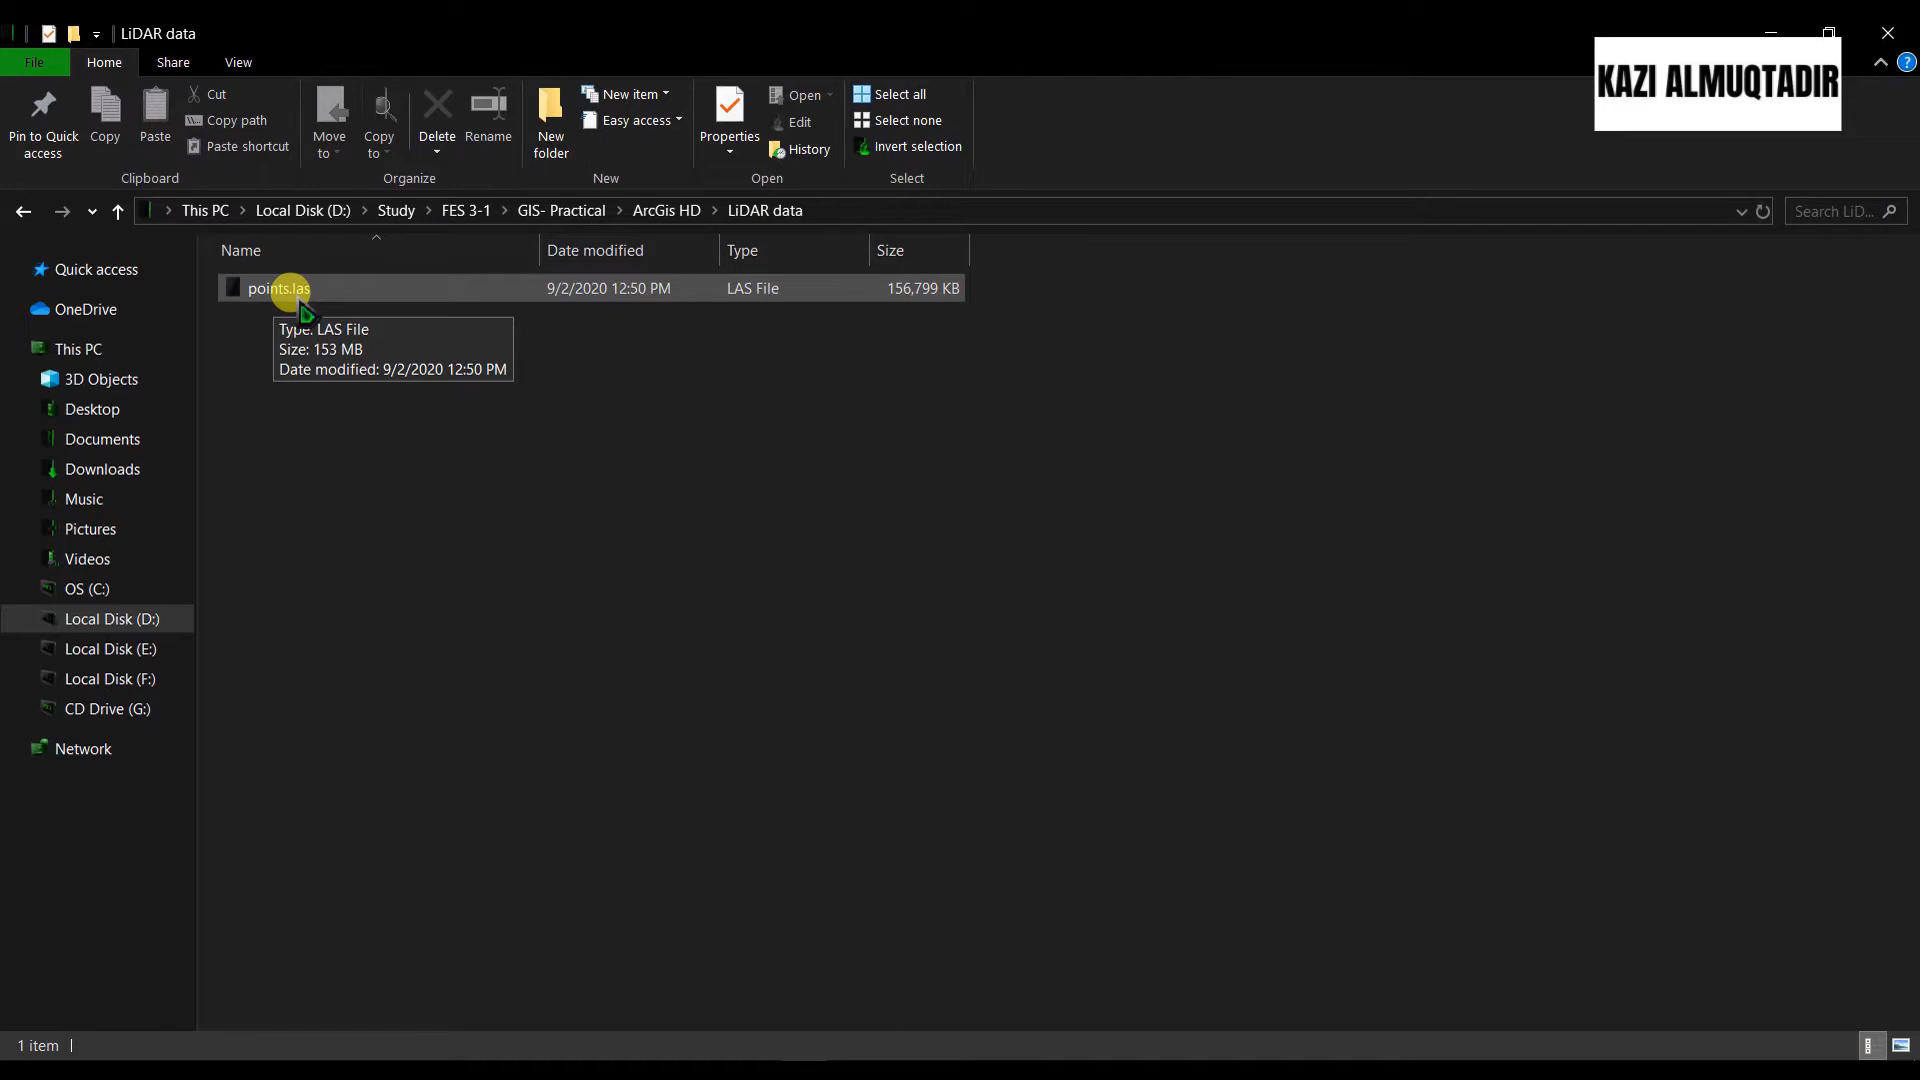 LiDAR data
KAZI ALMUQTADIR
File Home Share View
Pin to Quick access
Copy
Paste
Cut
Copy path
Paste shortcut
Clipboard
Move to
Copy to
Delete
Rename
Organize
New folder
New item
Easy access
New
Properties
Open
Edit
History
Open
Select all
Select none
Invert selection
Select
This PC > Local Disk (D:) > Study > FES 3-1 > GIS- Practical > ArcGis HD > LiDAR data
Search LiD...
Name Date modified Type Size
points.las 9/2/2020 12:50 PM LAS File 156,799 KB
Type: LAS File
Size: 153 MB
Date modified: 9/2/2020 12:50 PM
Quick access
OneDrive
This PC
3D Objects
Desktop
Documents
Downloads
Music
Pictures
Videos
OS (C:)
Local Disk (D:)
Local Disk (E:)
Local Disk (F:)
CD Drive (G:)
Network
1 item